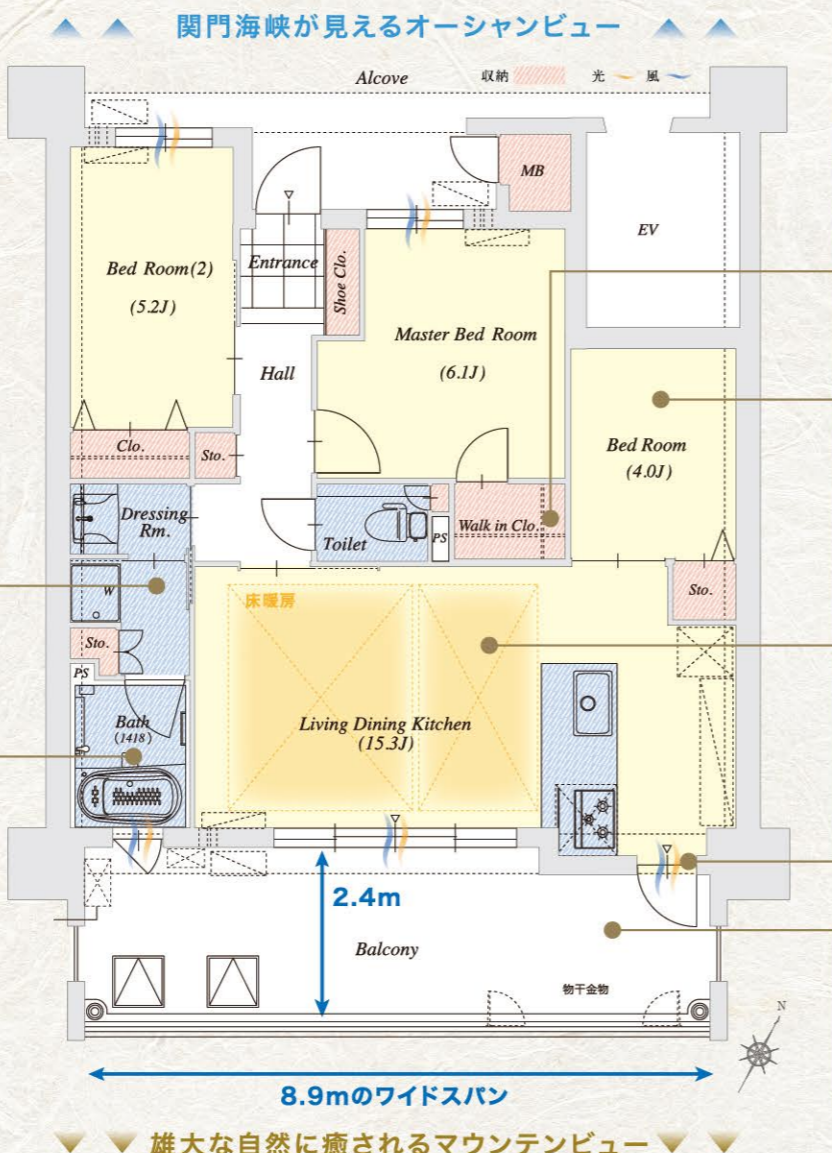 関門海峡が見えるオーシャンビュー
Alcove
収納
光
風
MB
EV
Bed Room(2)
(5.2J)
Entrance
Shoe Clo.
Master Bed Room
(6.1J)
Hall
Bed Room
(4.0J)
Clo.
Sto.
Dressing
Rm.
Toilet
PS
Walk in Clo.
W
Sto.
床暖房
Sto.
PS
Bath
(1418)
Living Dining Kitchen
(15.3J)
2.4m
Balcony
物干金物
N
8.9mのワイドスパン
雄大な自然に癒されるマウンテンビュー